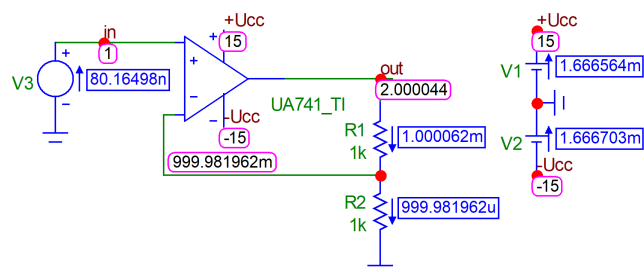 in
+Ucc
+Ucc
1
15
15
+
+
-
-
-
V3
80.16498n
out
2.000044
V1
1.666564m
UA741_TI
-Ucc
-15
R1
1k
1.000062m
V2
1.666703m
-Ucc
-15
999.981962m
R2
1k
999.981962u